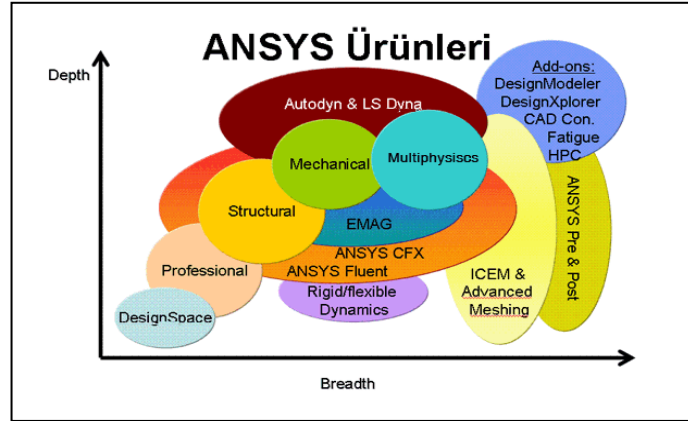 ANSYS Ürünleri
Depth
Add-ons:
DesignModeler
DesignXplorer
CAD Con.
Fatigue
HPC
Autodyn & LS Dyna
Mechanical
Multiphysiscs
Structural
EMAG
ANSYS CFX
ANSYS Fluent
Professional
Rigid/flexible
Dynamics
DesignSpace
ICEM &
Advanced
Meshing
ANSYS Pre & Post
Breadth